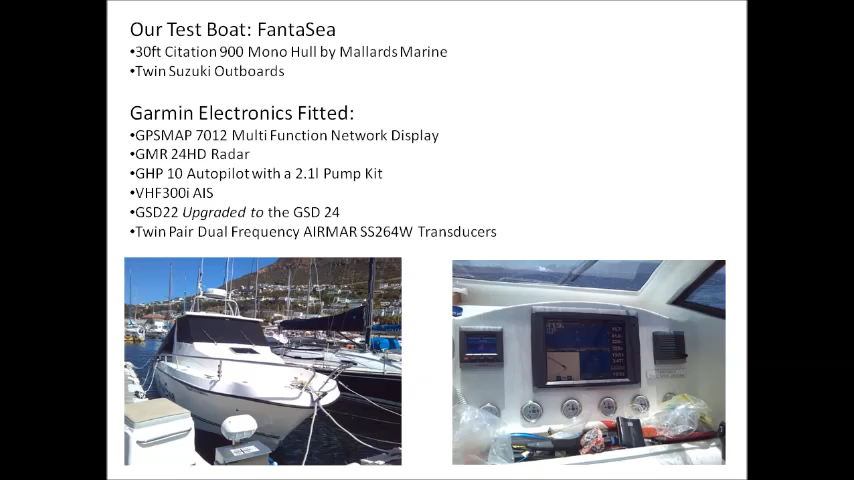 Our Test Boat: FantaSea
•30ft Citation 900 Mono Hull by Mallards Marine
•Twin Suzuki Outboards
Garmin Electronics Fitted:
•GPSMAP 7012 Multi Function Network Display
•GMR 24HD Radar
•GHP 10 Autopilot with a 2.1l Pump Kit
•VHF300i AIS
•GSD22 Upgraded to the GSD 24
•Twin Pair Dual Frequency AIRMAR SS264W Transducers